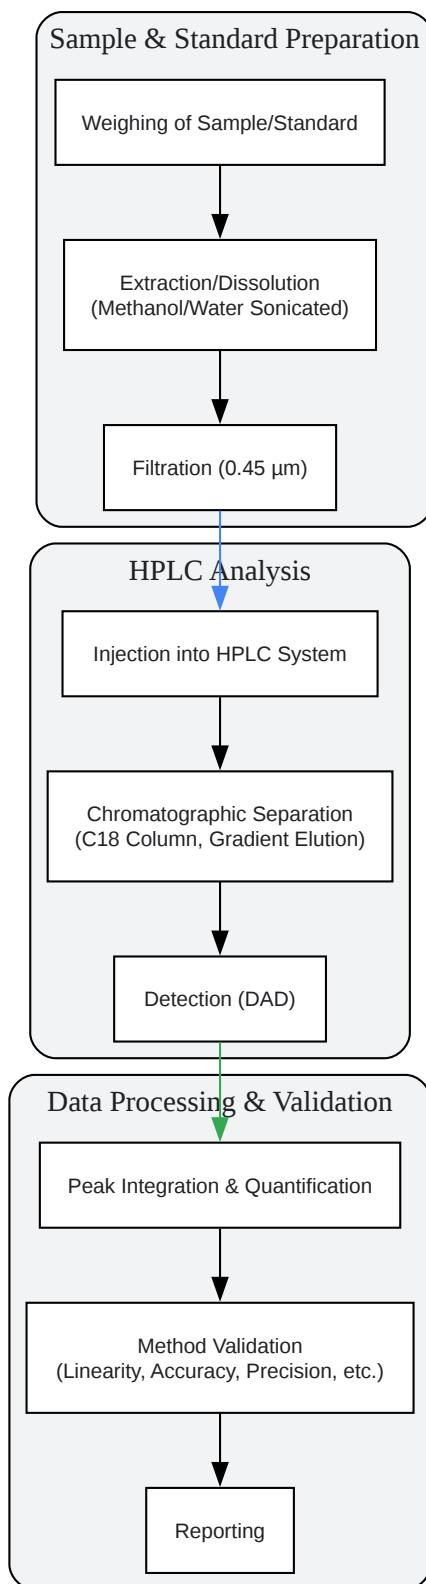 Sample & Standard Preparation
Weighing of Sample/Standard
Extraction/Dissolution
(Methanol/Water Sonicated)
Filtration (0.45 µm)
HPLC Analysis
Injection into HPLC System
Chromatographic Separation
(C18 Column, Gradient Elution)
Detection (DAD)
Data Processing & Validation
Peak Integration & Quantification
Method Validation
(Linearity, Accuracy, Precision, etc.)
Reporting